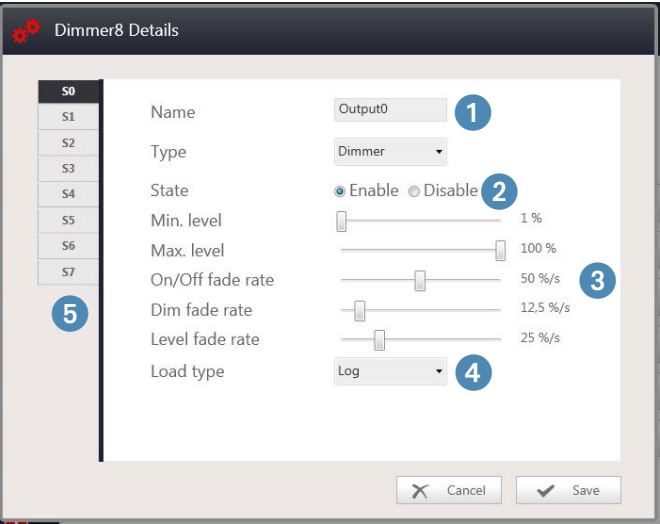 Dimmer8 Details
S0
S1
S2
S3
S4
S5
S6
S7
5
Name Output0 1
Type Dimmer
State Enable Disable 2
Min. level 1 %
Max. level 100 %
On/Off fade rate 50 %/s 3
Dim fade rate 12,5 %/s
Level fade rate 25 %/s
Load type Log 4
Cancel Save